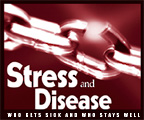 Stress and
Disease
WHO GETS SICK AND WHO STAYS WELL